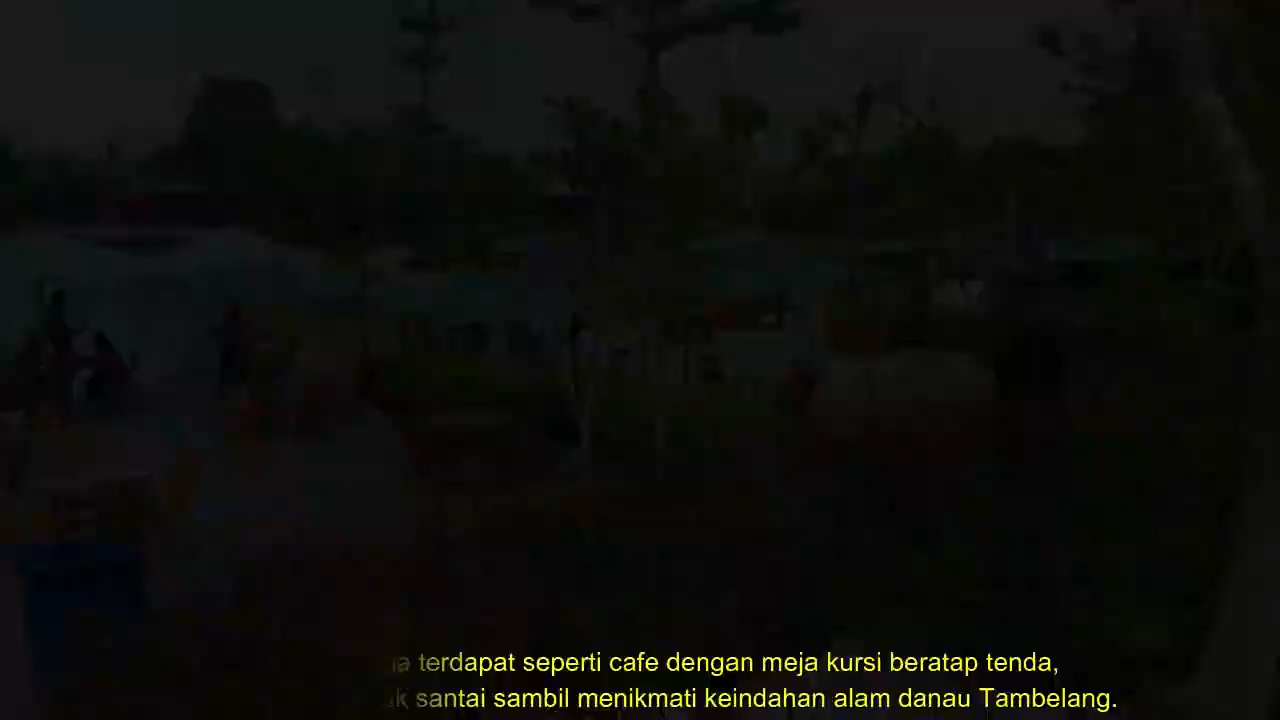 terdapat seperti cafe dengan meja kursi beratap tenda,
santai sambil menikmati keindahan alam danau Tambelang.